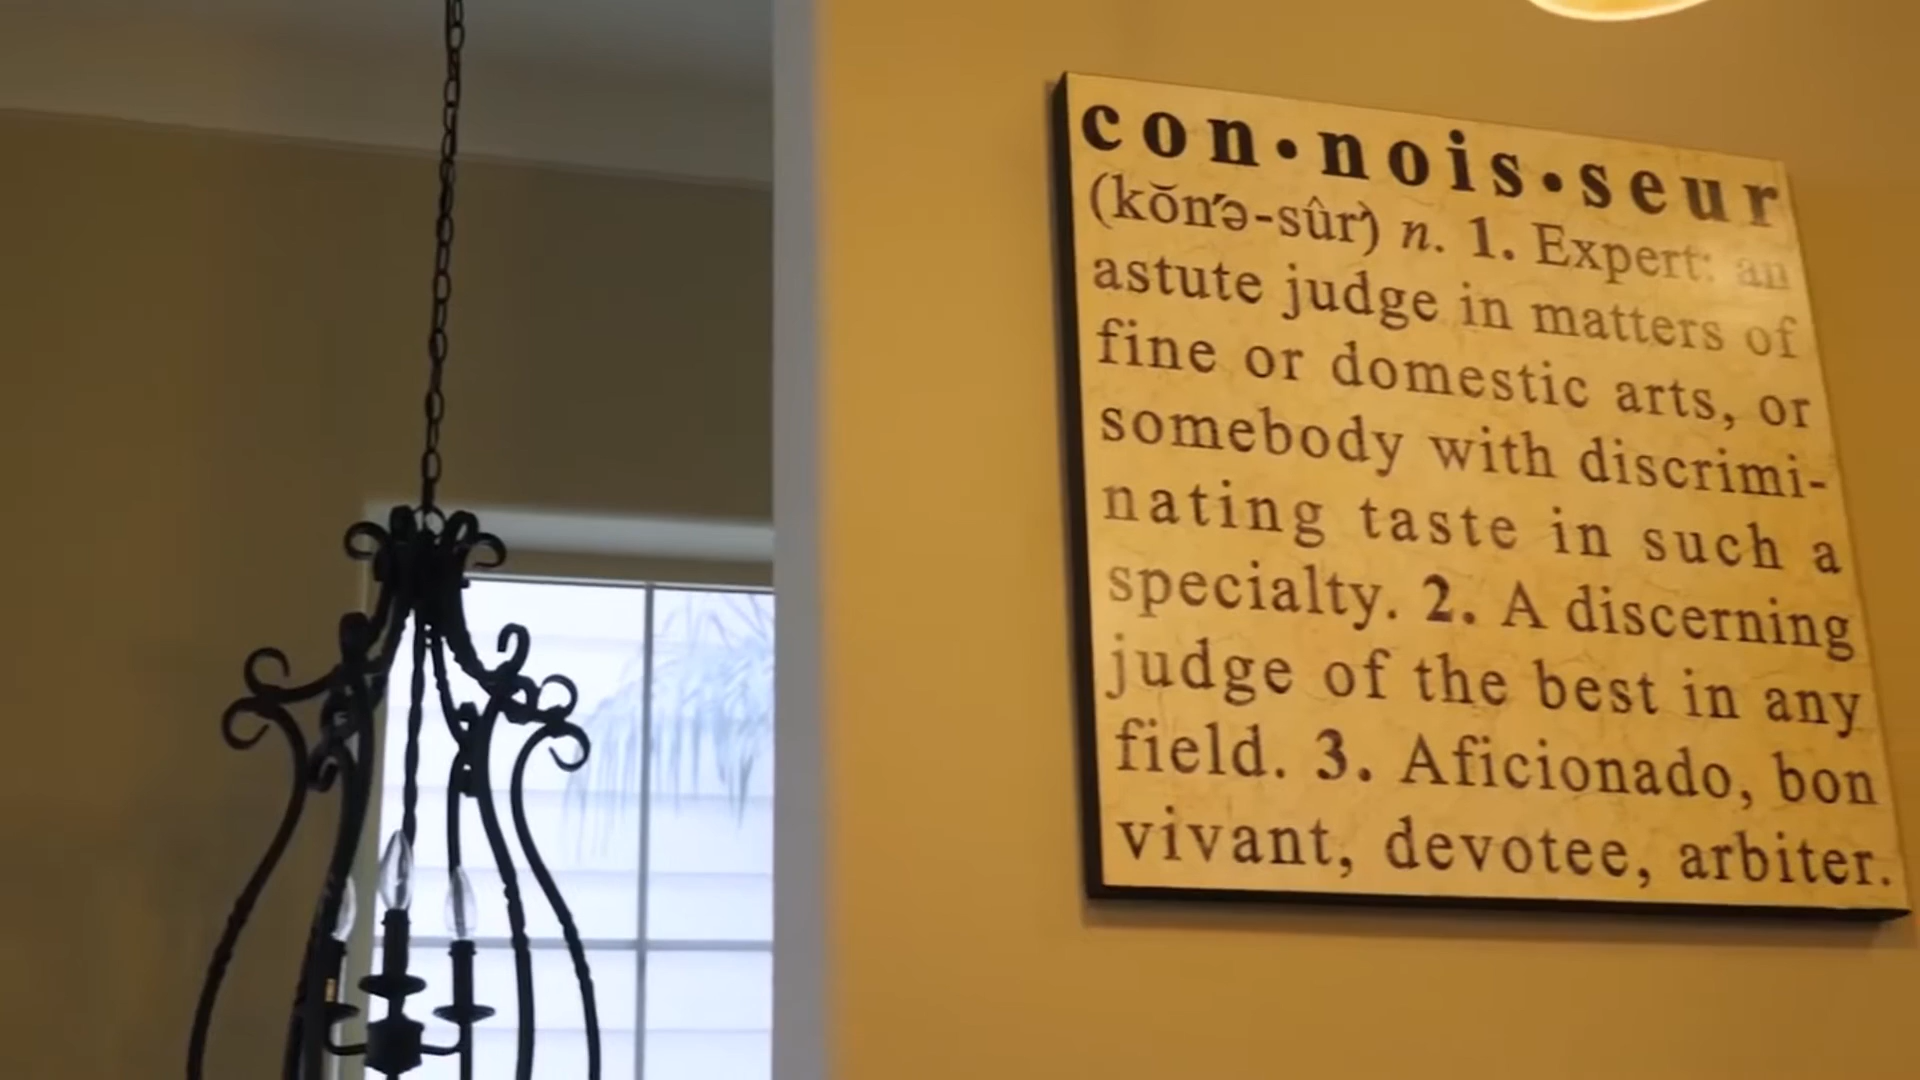 con•nois•seur
(kŏn′ə-sûr′) n. 1. Expert: an
astute judge in matters of
fine or domestic arts, or
somebody with discrimi-
nating taste in such a
specialty. 2. A discerning
judge of the best in any
field. 3. Aficionado, bon
vivant, devotee, arbiter.